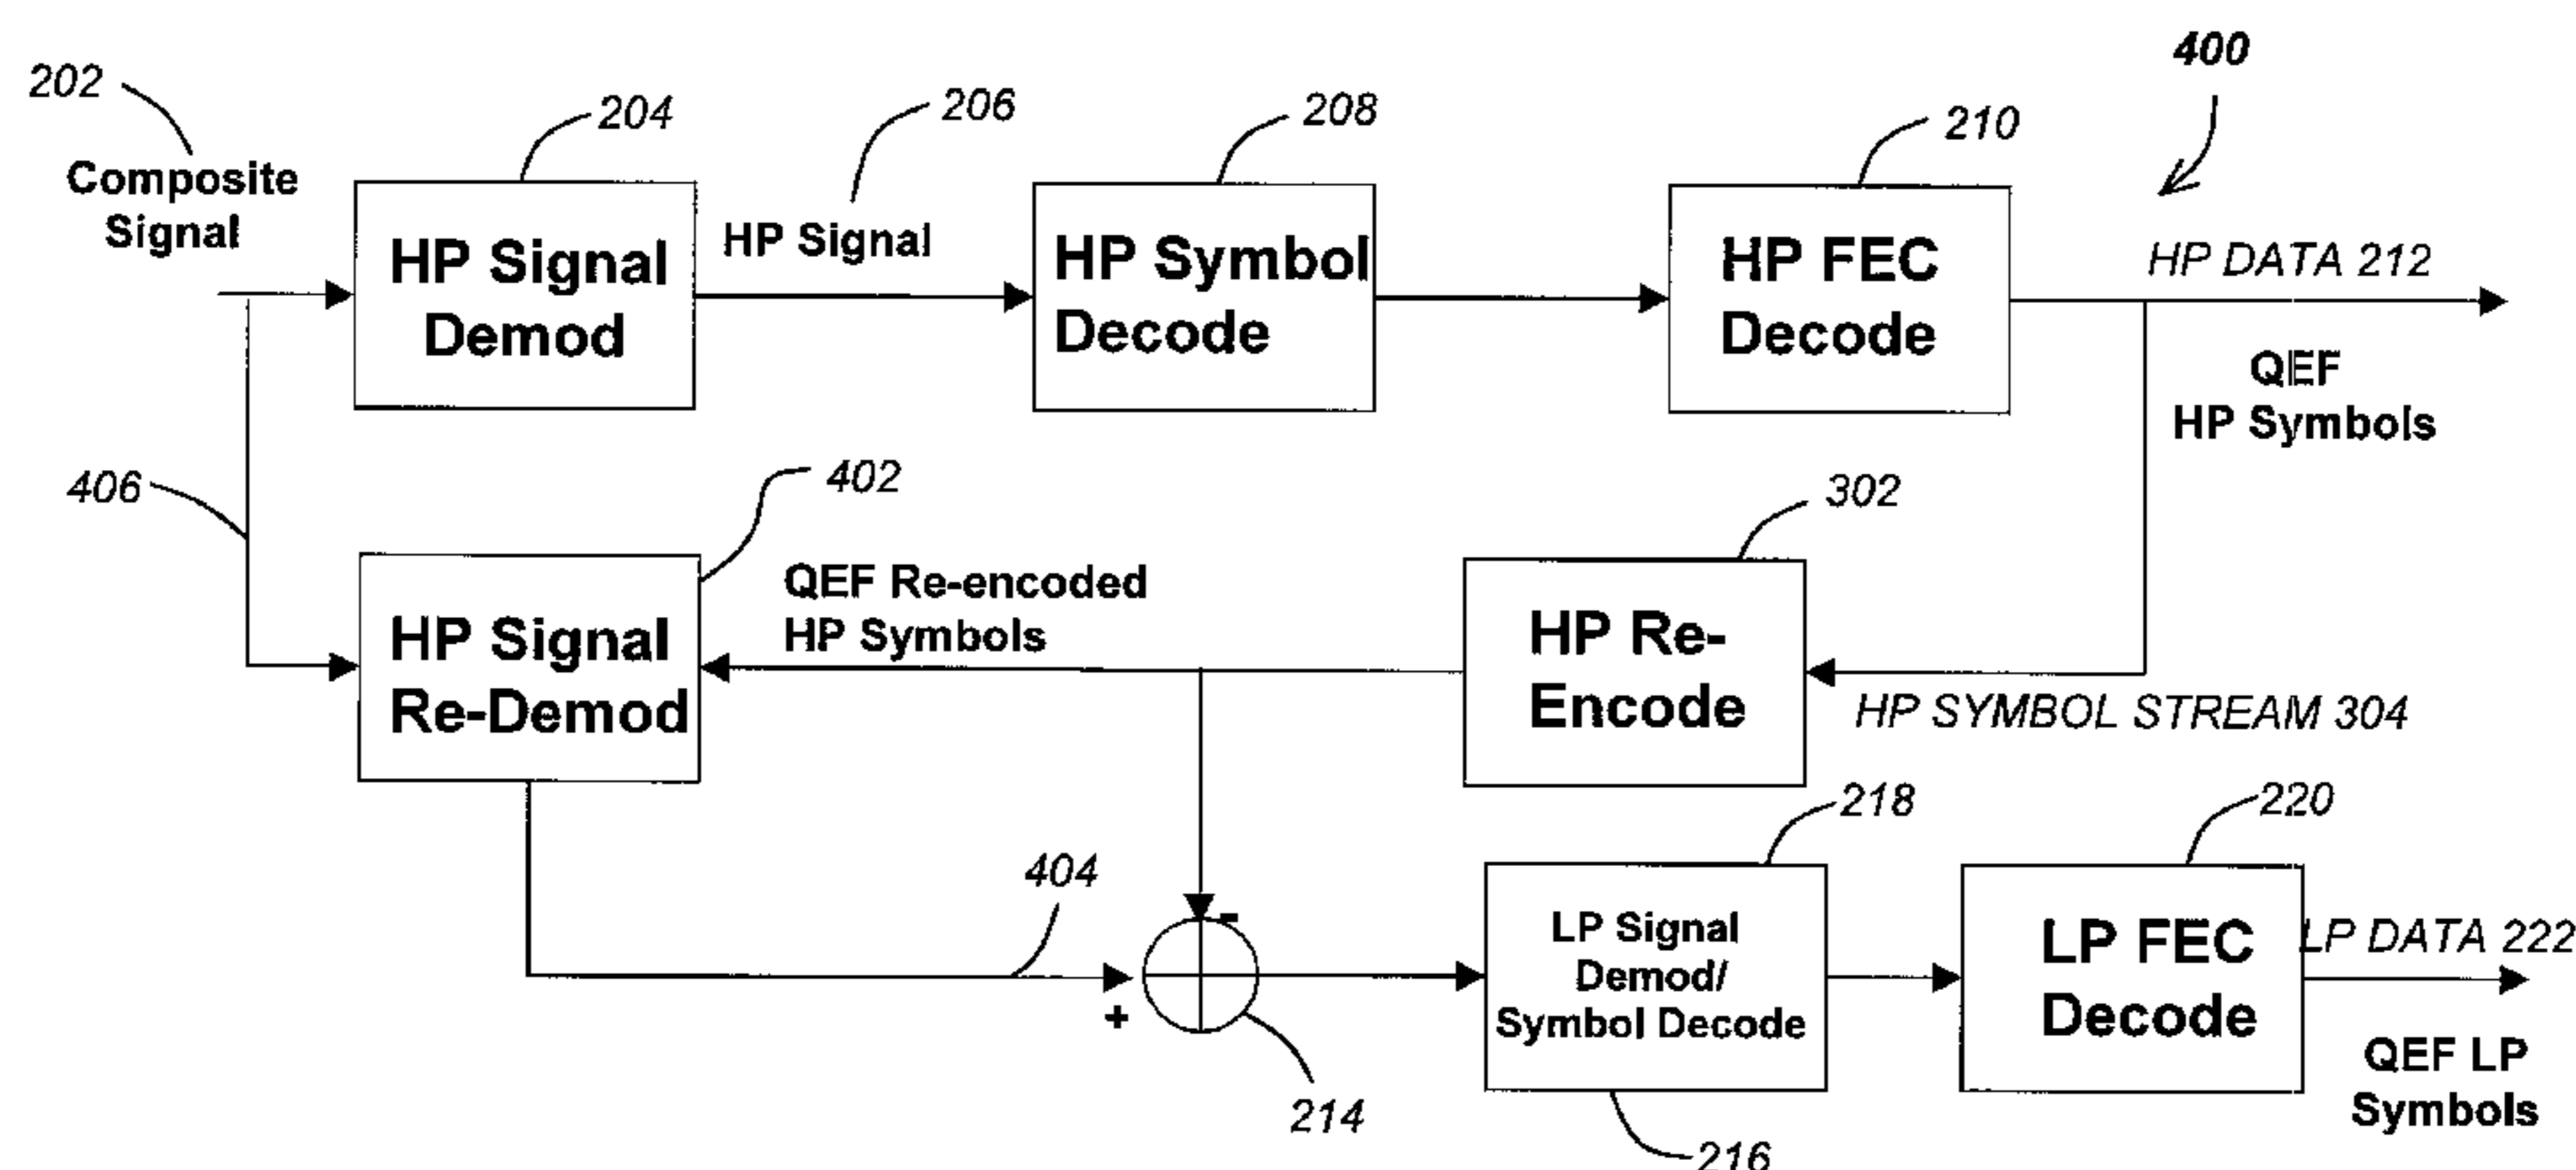 400
202
204
206
208
210
Composite
Signal
HP Signal
Demod
HP Signal
HP Symbol
Decode
HP FEC
Decode
HP DATA 212
QEF
HP Symbols
406
402
302
HP Signal
Re-Demod
QEF Re-encoded
HP Symbols
HP Re-
Encode
HP SYMBOL STREAM 304
404
218
220
-
+
214
LP Signal
Demod/
Symbol Decode
216
LP FEC
Decode
LP DATA 222
QEF LP
Symbols